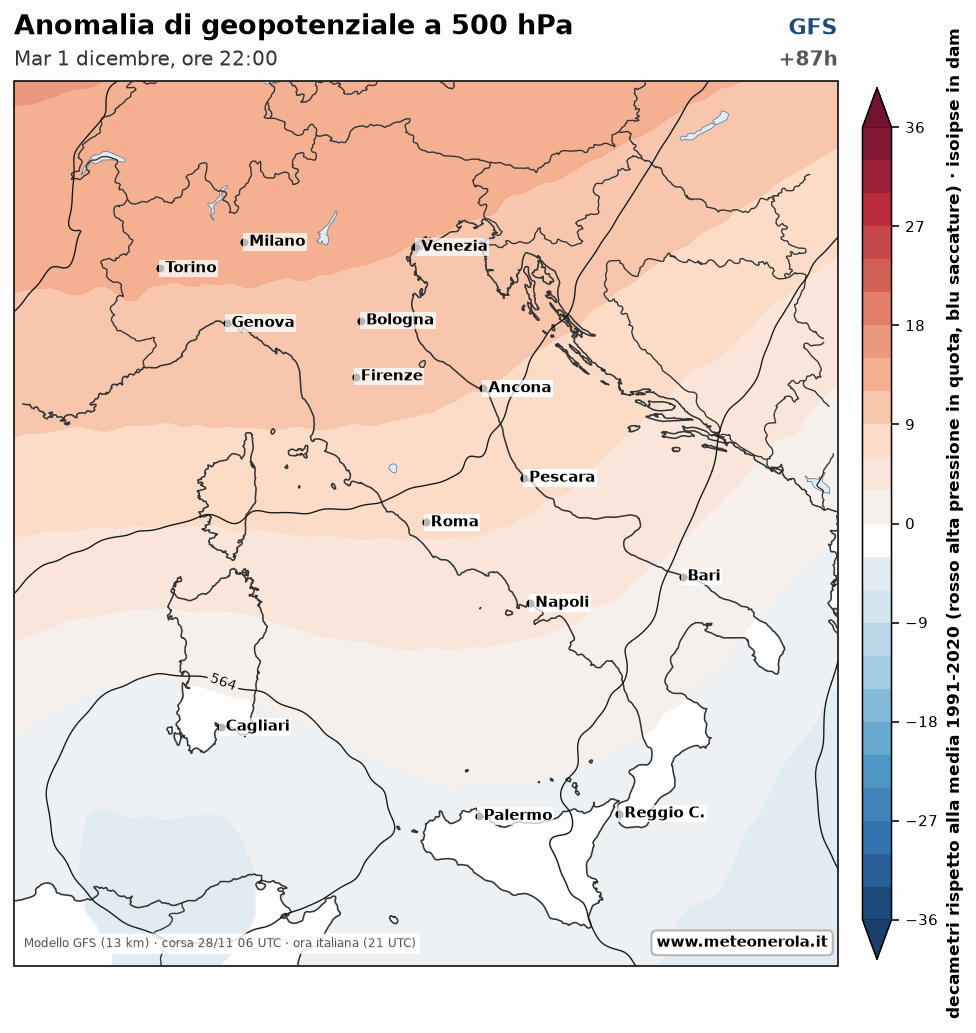 Anomalia di geopotenziale a 500 hPa
GFS
Mar 1 dicembre, ore 22:00
+87h
Milano
Venezia
Torino
Genova
Bologna
Firenze
Ancona
Pescara
Roma
Bari
Napoli
564
Cagliari
Palermo
Reggio C.
Modello GFS (13 km) · corsa 28/11 06 UTC · ora italiana (21 UTC)
www.meteonerola.it
36
27
18
9
0
−9
−18
−27
−36
decametri rispetto alla media 1991-2020 (rosso alta pressione in quota, blu saccature) · isoipse in dam